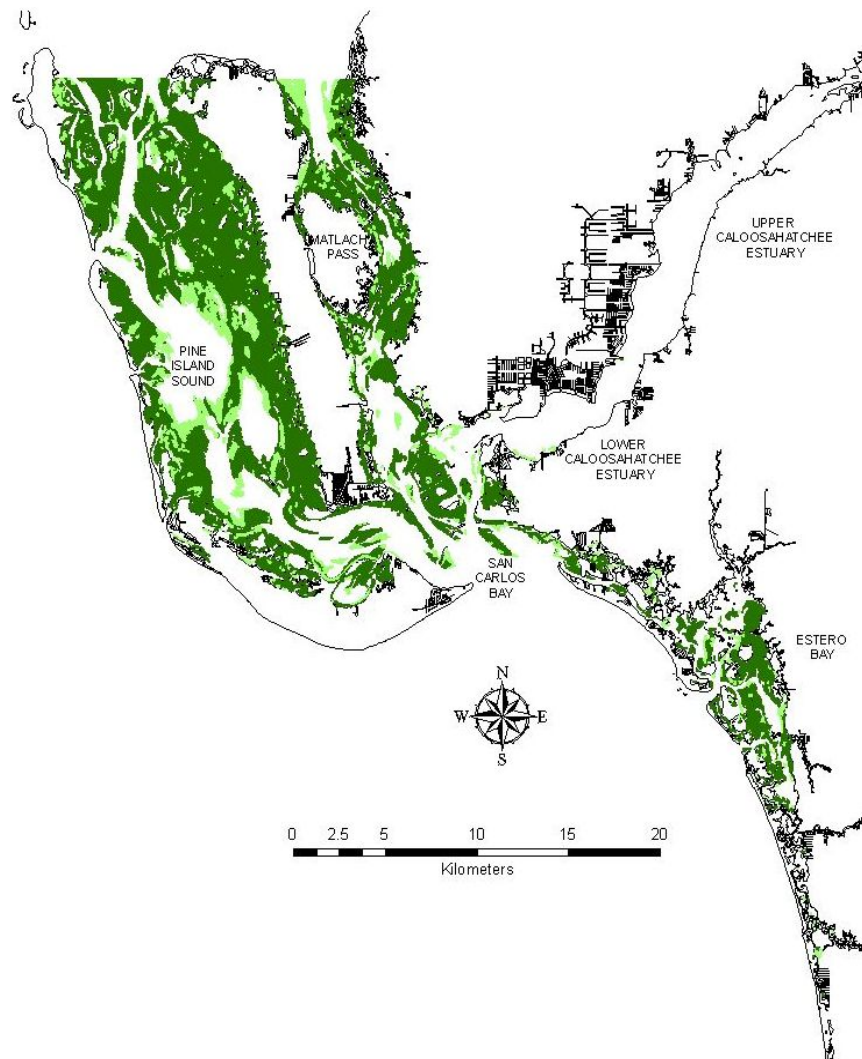 UPPER
CALOOSAHATCHEE
ESTUARY
MATLACHA
PASS
PINE
ISLAND
SOUND
LOWER
CALOOSAHATCHEE
ESTUARY
SAN
CARLOS
BAY
ESTERO
BAY
N
W E
S
0 2.5 5 10 15 20
Kilometers